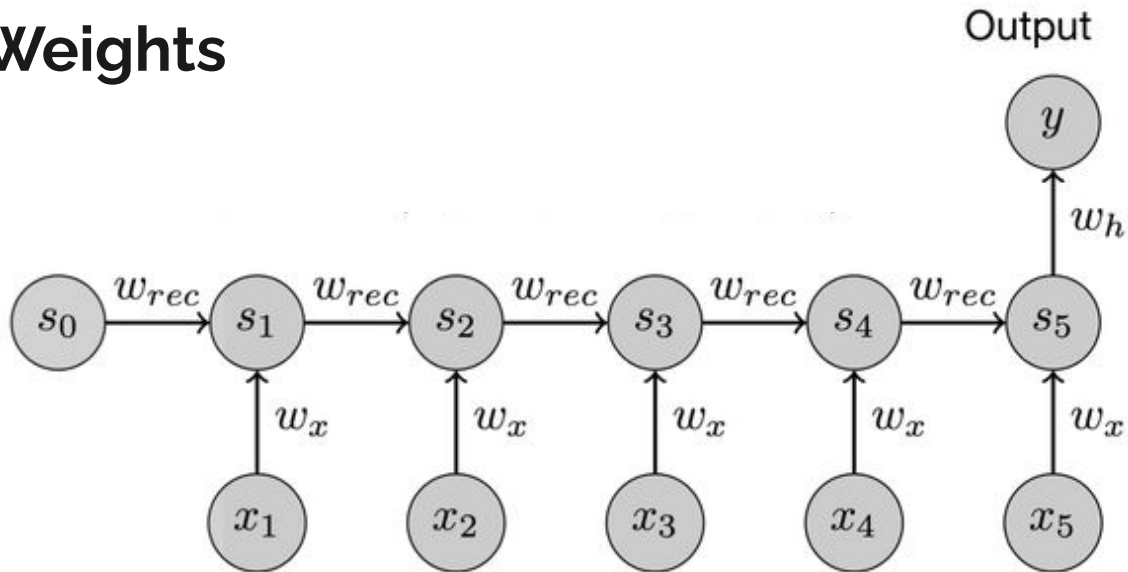 Weights
Output
y
w_h
w_rec w_rec w_rec w_rec w_rec
s_0 s_1 s_2 s_3 s_4 s_5
w_x w_x w_x w_x w_x
x_1 x_2 x_3 x_4 x_5